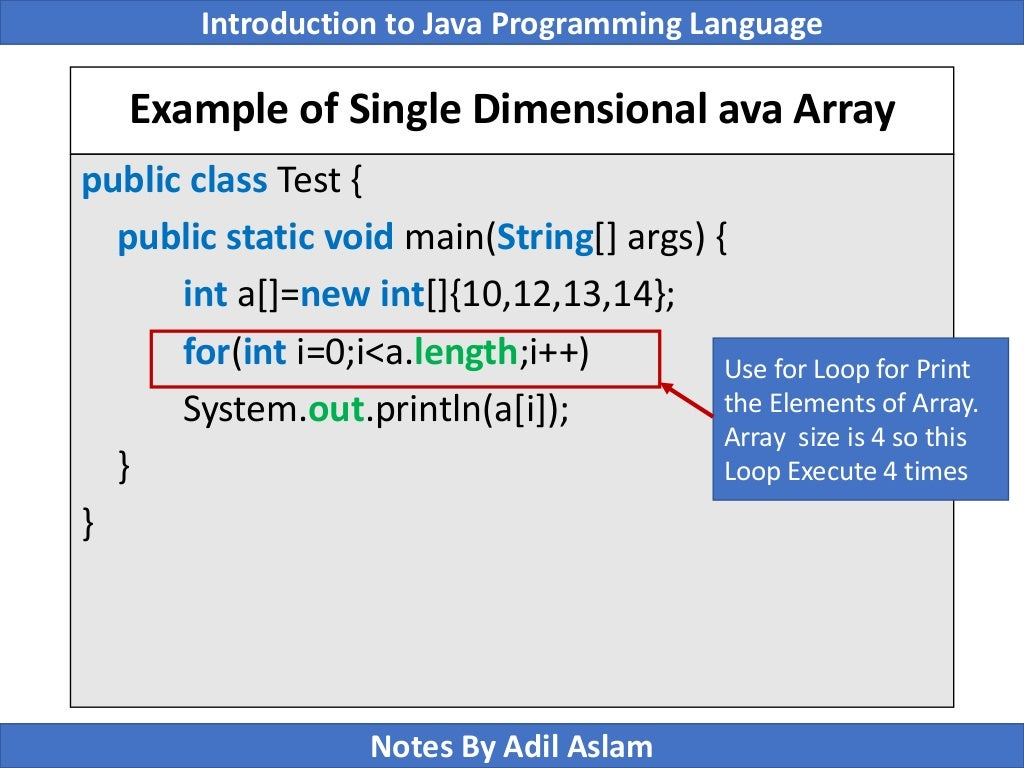 Introduction to Java Programming Language
Example of Single Dimensional ava Array
public class Test {
public static void main(String[] args) {
int a[]=new int[]{10,12,13,14};
for(int i=0;i<a.length;i++)
System.out.println(a[i]);
}
}
Use for Loop for Print
the Elements of Array.
Array size is 4 so this
Loop Execute 4 times
Notes By Adil Aslam